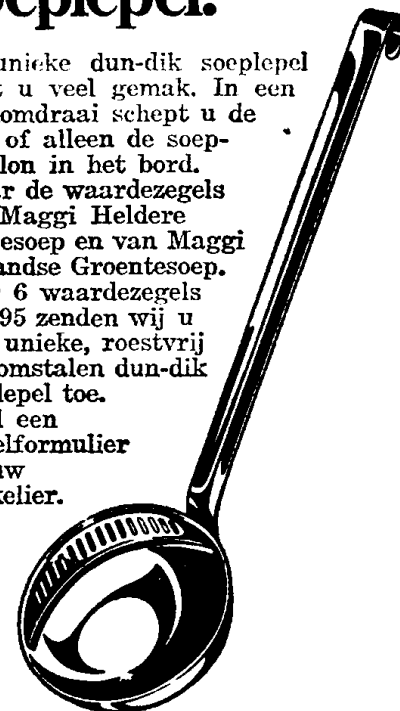 oeplepel.
unieke dun-dik soeplepel
t u veel gemak. In een
omdraai schept u de
of alleen de soep-
lon in het bord.
ar de waardezegels
Maggi Heldere
esoep en van Maggi
andse Groentesoep.
6 waardezegels
95 zenden wij u
unieke, roestvrij
omstalen dun-dik
lepel toe.
l een
elformulier
uw
kelier.